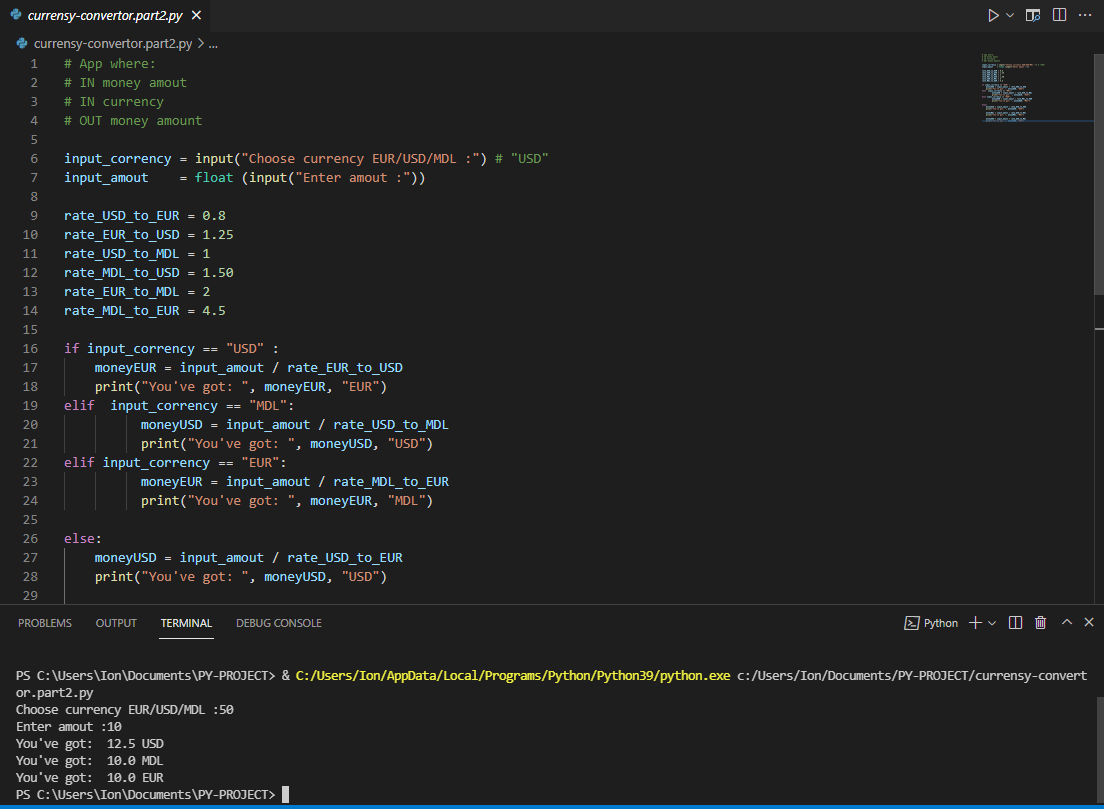 currensy-convertor.part2.py
currensy-convertor.part2.py > ...
1 # App where:
2 # IN money amout
3 # IN currency
4 # OUT money amount
5
6 input_corrency = input("Choose currency EUR/USD/MDL :") # "USD"
7 input_amout    = float (input("Enter amout :"))
8
9 rate_USD_to_EUR = 0.8
10 rate_EUR_to_USD = 1.25
11 rate_USD_to_MDL = 1
12 rate_MDL_to_USD = 1.50
13 rate_EUR_to_MDL = 2
14 rate_MDL_to_EUR = 4.5
15
16 if input_corrency == "USD" :
17     moneyEUR = input_amout / rate_EUR_to_USD
18     print("You've got: ", moneyEUR, "EUR")
19 elif  input_corrency == "MDL":
20           moneyUSD = input_amout / rate_USD_to_MDL
21           print("You've got: ", moneyUSD, "USD")
22 elif input_corrency == "EUR":
23           moneyEUR = input_amout / rate_MDL_to_EUR
24           print("You've got: ", moneyEUR, "MDL")
25
26 else:
27     moneyUSD = input_amout / rate_USD_to_EUR
28     print("You've got: ", moneyUSD, "USD")
29
PROBLEMS OUTPUT TERMINAL DEBUG CONSOLE Python
PS C:\Users\Ion\Documents\PY-PROJECT> & C:/Users/Ion/AppData/Local/Programs/Python/Python39/python.exe c:/Users/Ion/Documents/PY-PROJECT/currensy-convert
or.part2.py
Choose currency EUR/USD/MDL :50
Enter amout :10
You've got:  12.5 USD
You've got:  10.0 MDL
You've got:  10.0 EUR
PS C:\Users\Ion\Documents\PY-PROJECT>